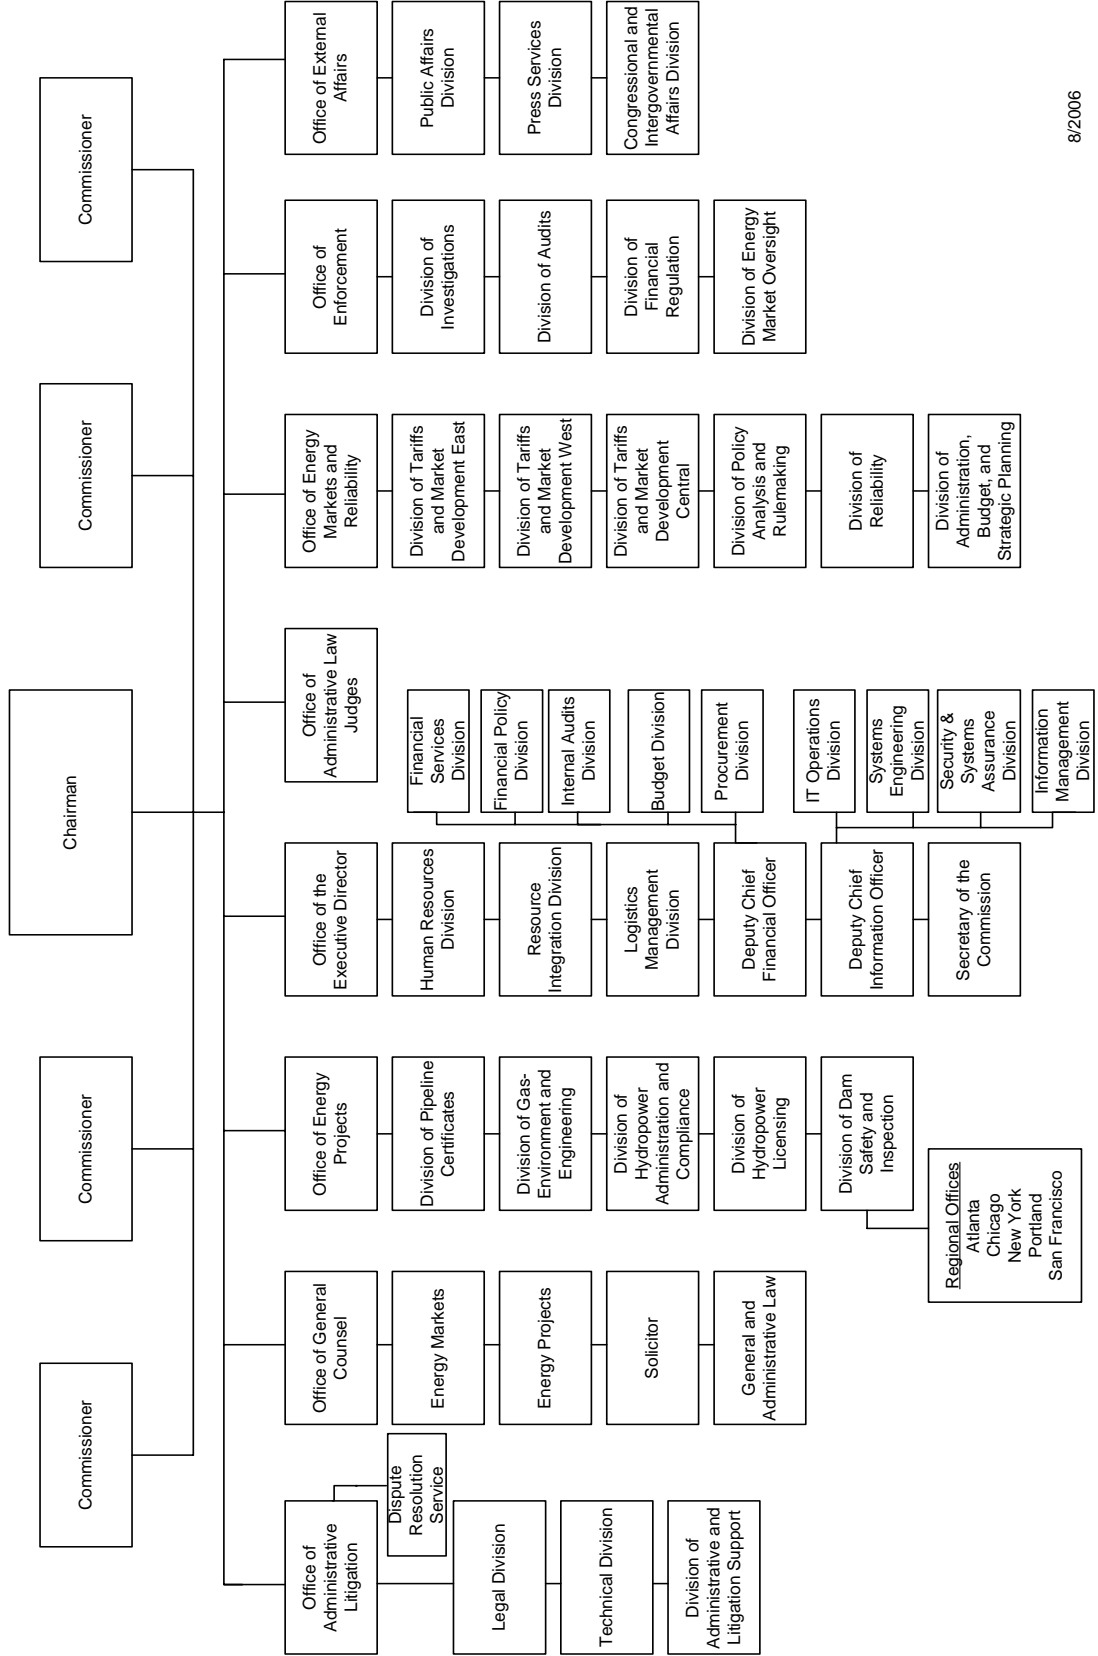 Chairman
Commissioner
Commissioner
Commissioner
Commissioner
Office of
Administrative
Litigation
Dispute
Resolution
Service
Legal Division
Technical Division
Division of
Administrative and
Litigation Support
Office of General
Counsel
Energy Markets
Energy Projects
Solicitor
General and
Administrative Law
Office of Energy
Projects
Division of Pipeline
Certificates
Division of Gas-
Environment and
Engineering
Division of
Hydropower
Administration and
Compliance
Division of
Hydropower
Licensing
Division of Dam
Safety and
Inspection
Regional Offices
Atlanta
Chicago
New York
Portland
San Francisco
Office of the
Executive Director
Human Resources
Division
Resource
Integration Division
Logistics
Management
Division
Deputy Chief
Financial Officer
Deputy Chief
Information Officer
Secretary of the
Commission
Financial
Services
Division
Financial Policy
Division
Internal Audits
Division
Budget Division
Procurement
Division
IT Operations
Division
Systems
Engineering
Division
Security &
Systems
Assurance
Division
Information
Management
Division
Office of
Administrative Law
Judges
Office of Energy
Markets and
Reliability
Division of Tariffs
and Market
Development East
Division of Tariffs
and Market
Development West
Division of Tariffs
and Market
Development
Central
Division of Policy
Analysis and
Rulemaking
Division of
Reliability
Division of
Administration,
Budget, and
Strategic Planning
Office of
Enforcement
Division of
Investigations
Division of Audits
Division of
Financial
Regulation
Division of Energy
Market Oversight
Office of External
Affairs
Public Affairs
Division
Press Services
Division
Congressional and
Intergovernmental
Affairs Division
8/2006